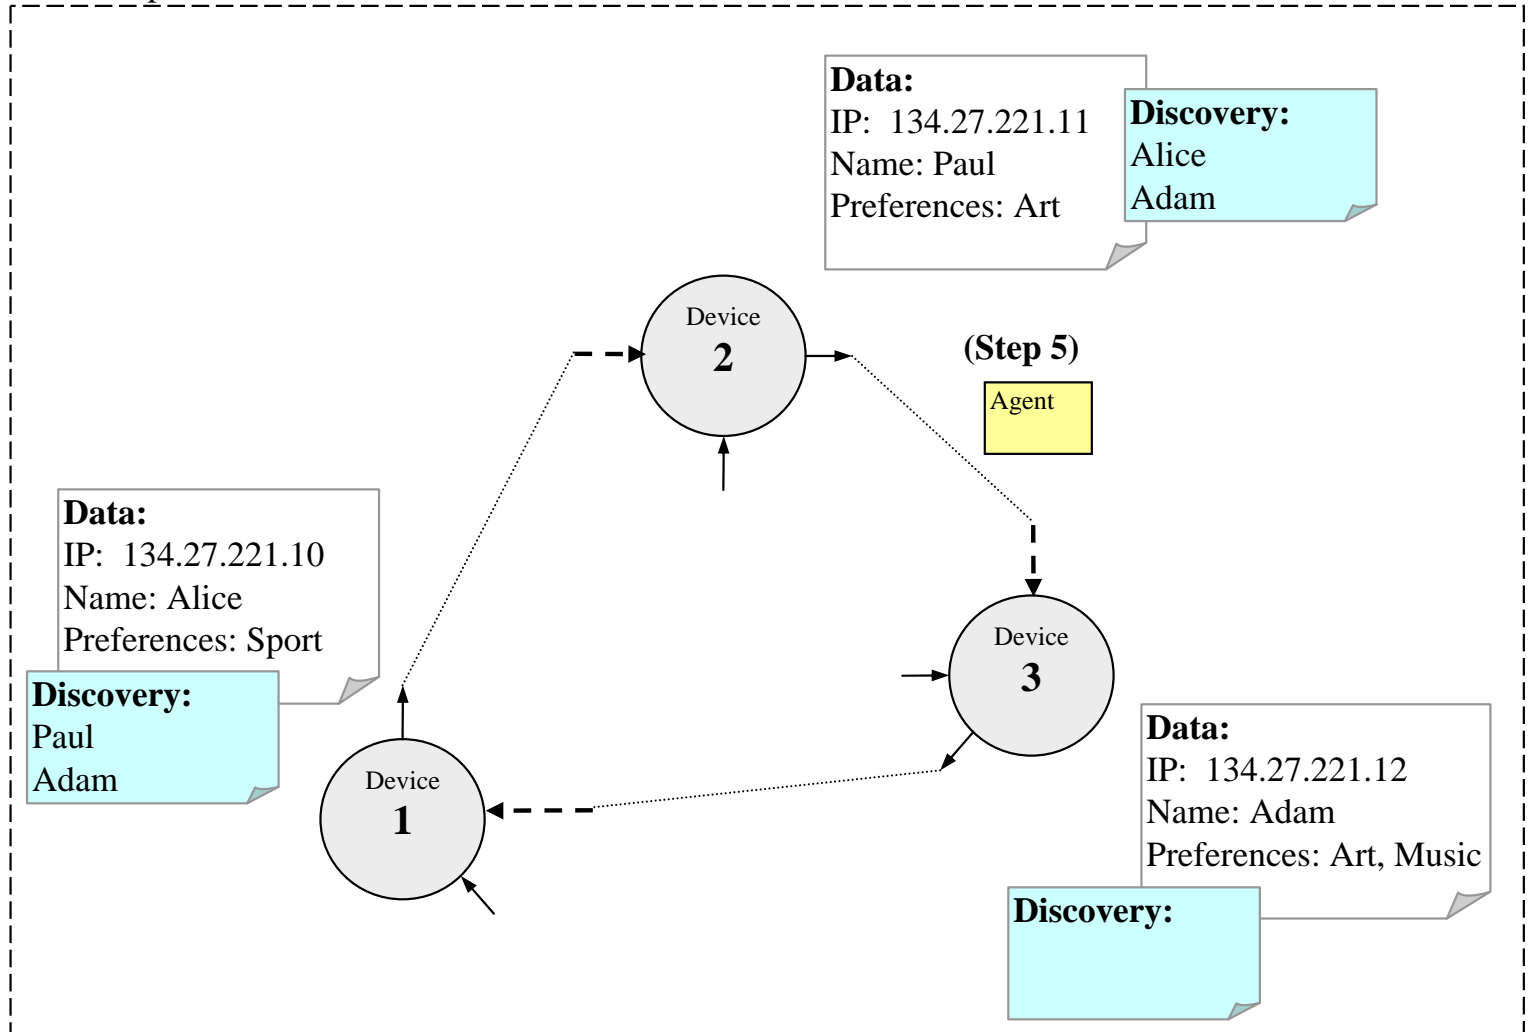 Data:
IP: 134.27.221.11
Name: Paul
Preferences: Art
Discovery:
Alice
Adam
Device
2
(Step 5)
Agent
Data:
IP: 134.27.221.10
Name: Alice
Preferences: Sport
Discovery:
Paul
Adam
Device
1
Device
3
Data:
IP: 134.27.221.12
Name: Adam
Preferences: Art, Music
Discovery: